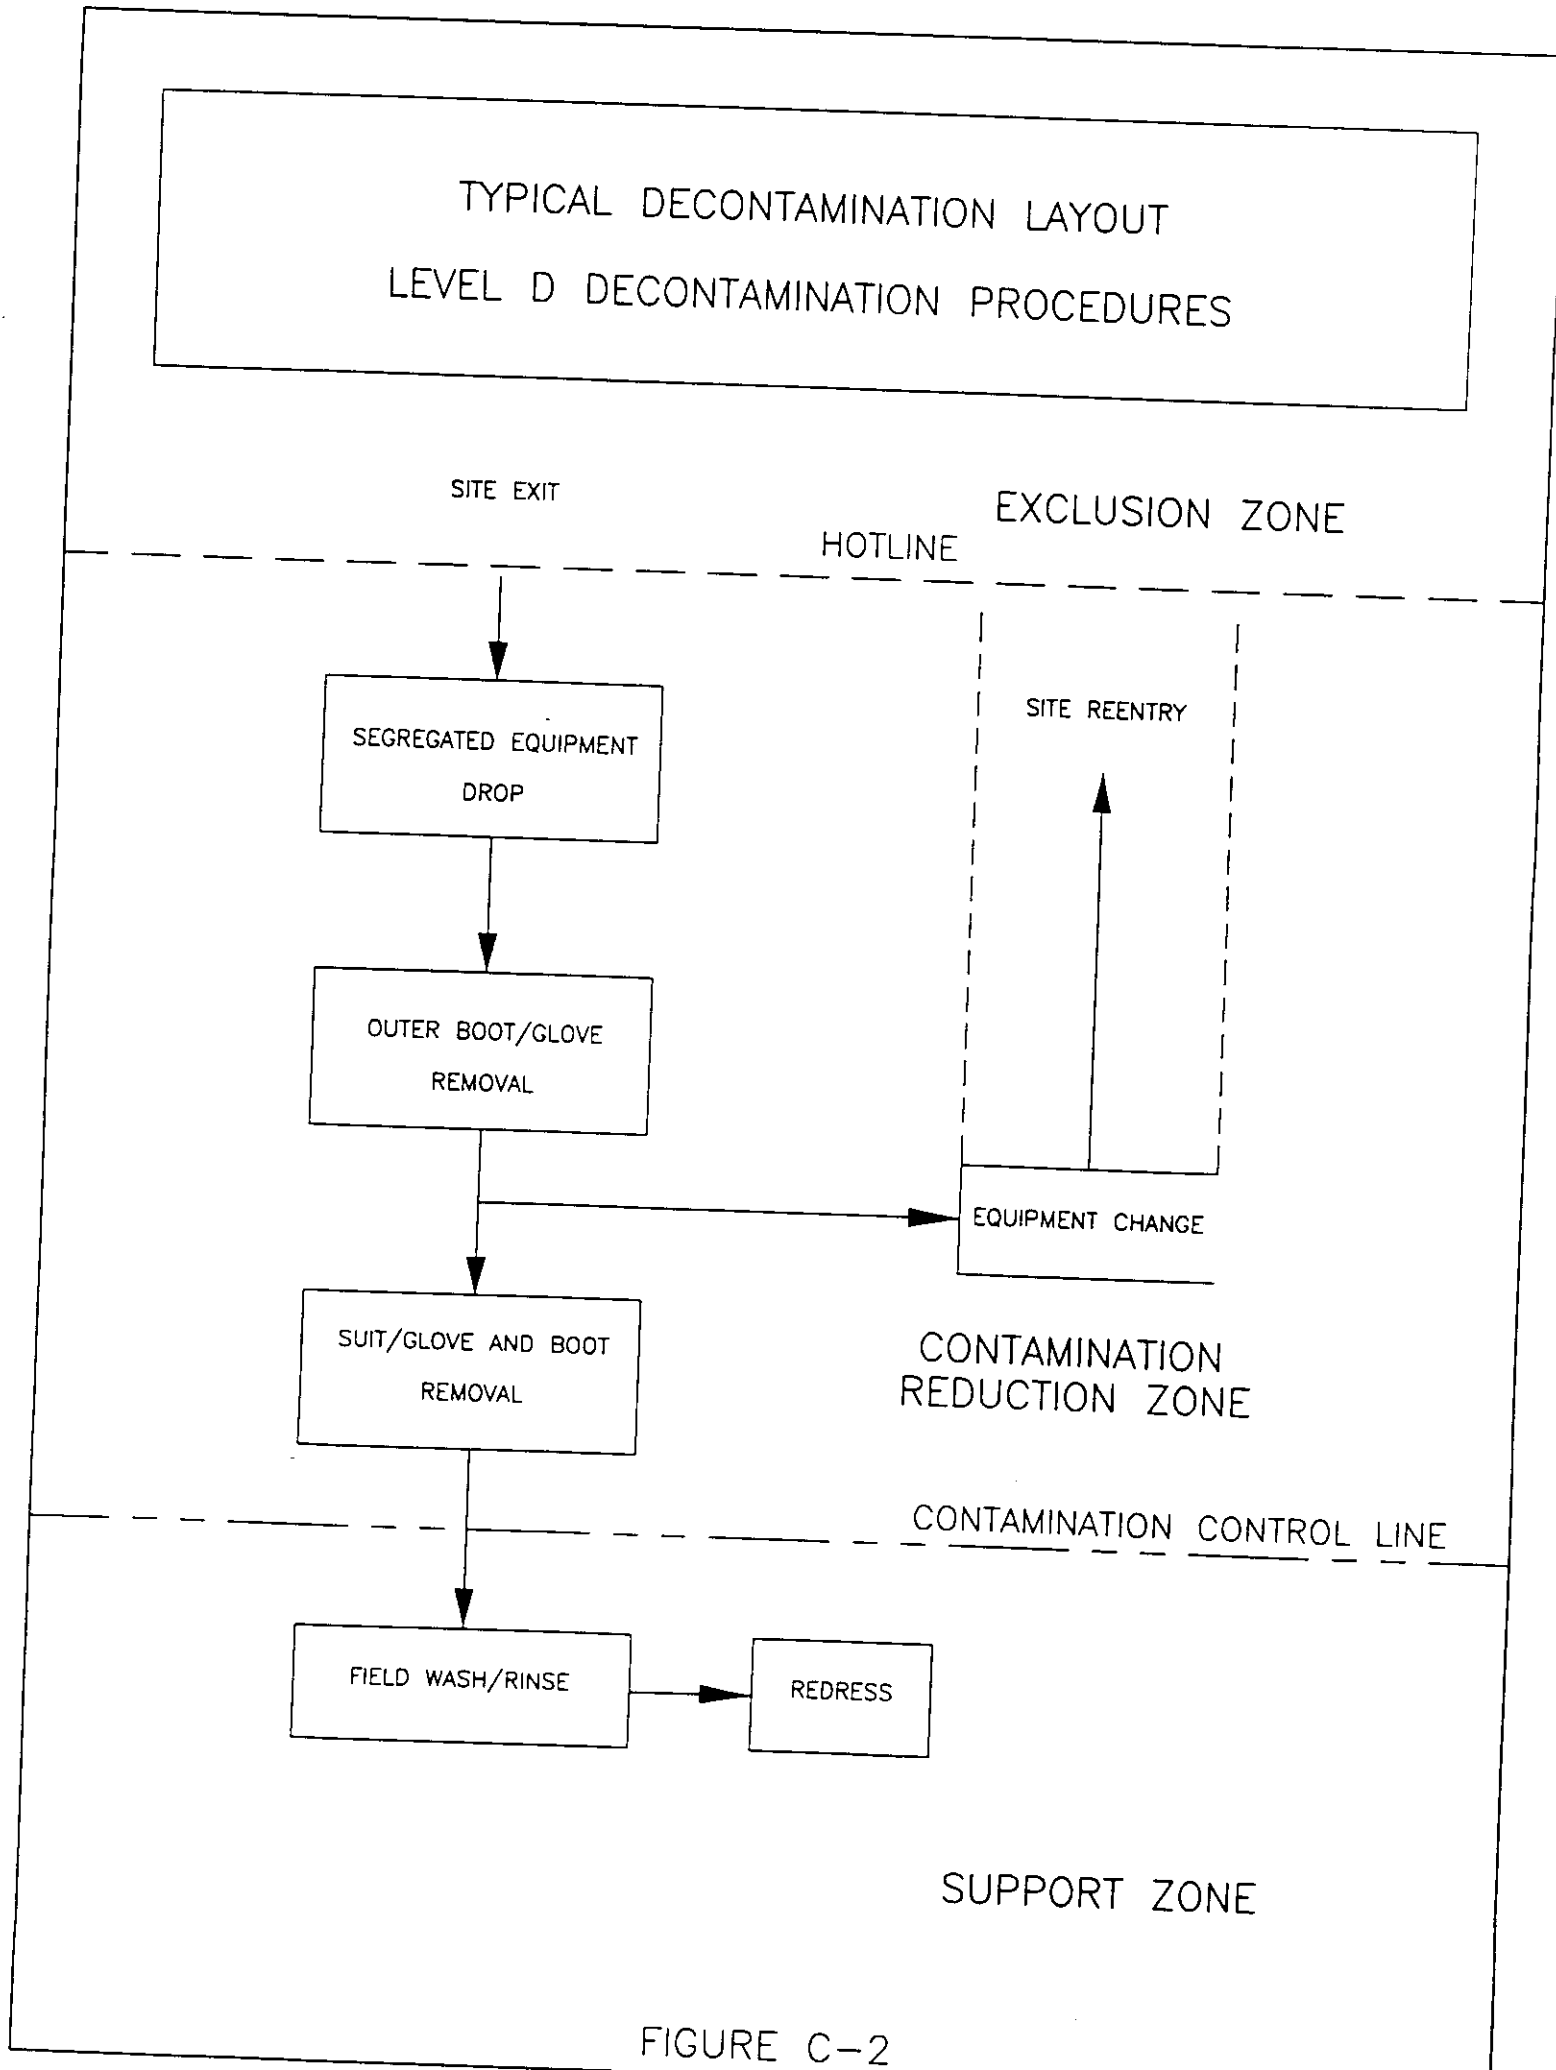 TYPICAL DECONTAMINATION LAYOUT
LEVEL D DECONTAMINATION PROCEDURES
SITE EXIT
EXCLUSION ZONE
HOTLINE
SITE REENTRY
SEGREGATED EQUIPMENT
DROP
OUTER BOOT/GLOVE
REMOVAL
EQUIPMENT CHANGE
SUIT/GLOVE AND BOOT
REMOVAL
CONTAMINATION
REDUCTION ZONE
CONTAMINATION CONTROL LINE
FIELD WASH/RINSE
REDRESS
SUPPORT ZONE
FIGURE C-2